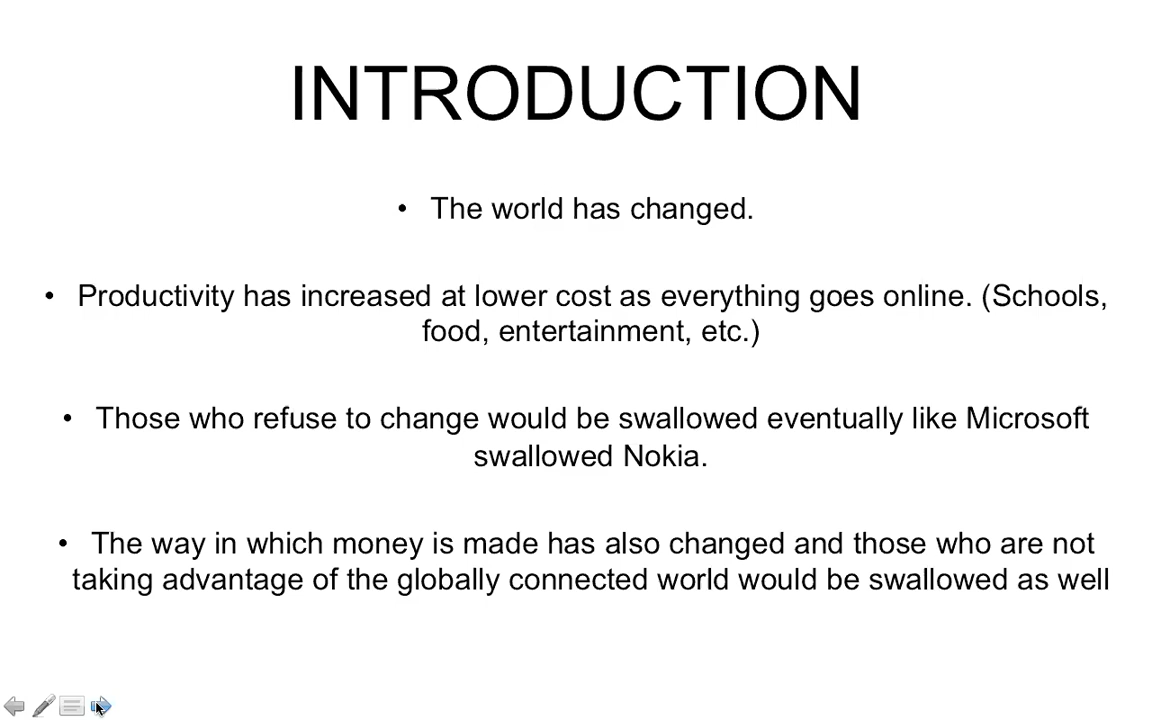 INTRODUCTION
• The world has changed.
• Productivity has increased at lower cost as everything goes online. (Schools,
food, entertainment, etc.)
• Those who refuse to change would be swallowed eventually like Microsoft
swallowed Nokia.
• The way in which money is made has also changed and those who are not
taking advantage of the globally connected world would be swallowed as well